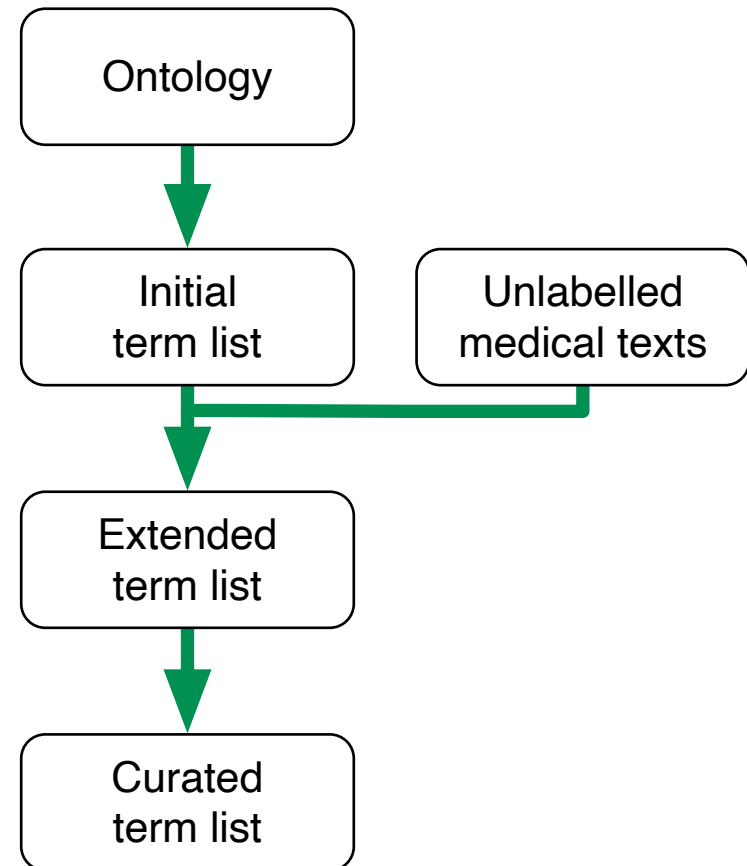 Ontology
Initial
term list
Unlabelled
medical texts
Extended
term list
Curated
term list